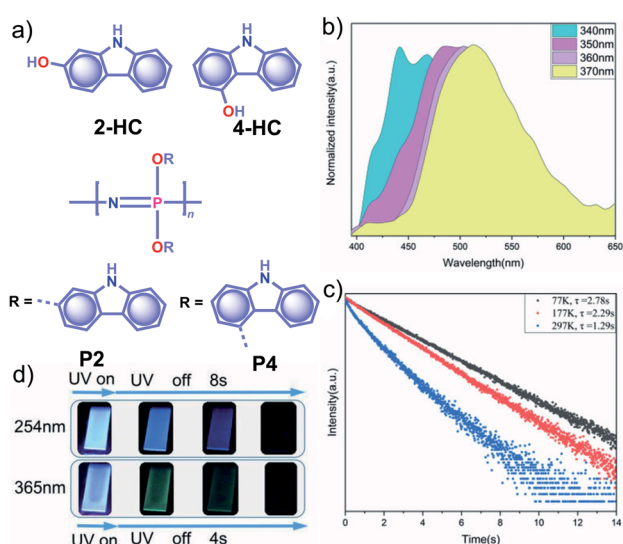 a)
N
H
HO
2-HC
N
H
OH
4-HC
OR
N
P
n
OR
R =
N
H
P2
R =
N
H
P4
b)
340nm
350nm
360nm
370nm
Normalized intensity(a.u.)
400 450 500 550 600 650
Wavelength(nm)
c)
77K, τ =2.78s
177K, τ =2.29s
297K, τ =1.29s
Intensity(a.u.)
0 2 4 6 8 10 12 14
Time(s)
d)
UV on UV off 8s
254nm
365nm
UV on UV off 4s